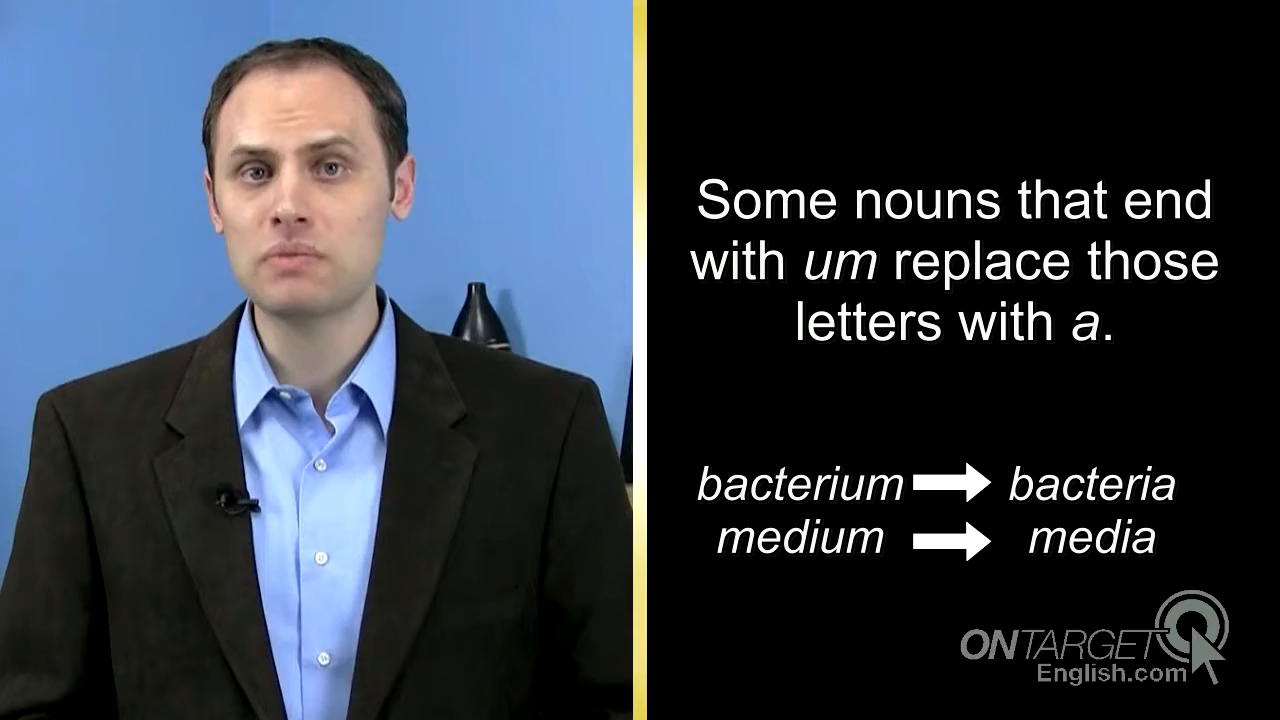 Some nouns that end
with um replace those
letters with a.
bacterium bacteria
medium media
ONTARGET
English.com